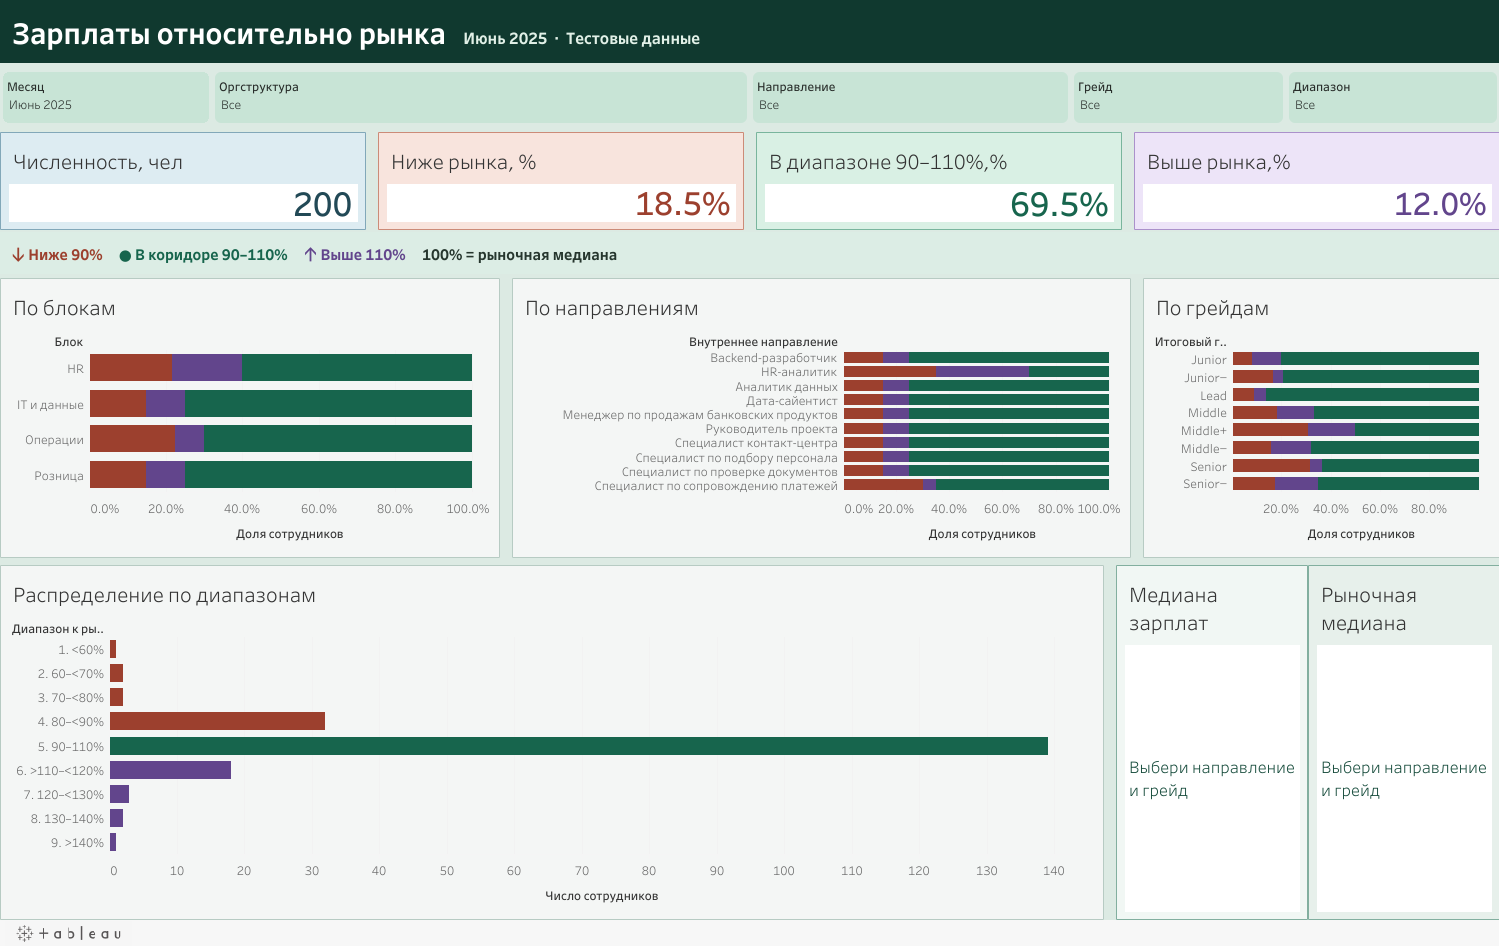 Зарплаты относительно рынка Июнь 2025 · Тестовые данные
Месяц
Июнь 2025
Оргструктура
Все
Направление
Все
Грейд
Все
Диапазон
Все
Численность, чел
200
Ниже рынка, %
18.5%
В диапазоне 90–110%,%
69.5%
Выше рынка,%
12.0%
↓ Ниже 90% ● В коридоре 90–110% ↑ Выше 110% 100% = рыночная медиана
По блокам
Блок
HR
IT и данные
Операции
Розница
0.0% 20.0% 40.0% 60.0% 80.0% 100.0%
Доля сотрудников
По направлениям
Внутреннее направление
Backend-разработчик
HR-аналитик
Аналитик данных
Дата-сайентист
Менеджер по продажам банковских продуктов
Руководитель проекта
Специалист контакт-центра
Специалист по подбору персонала
Специалист по проверке документов
Специалист по сопровождению платежей
0.0% 20.0% 40.0% 60.0% 80.0% 100.0%
Доля сотрудников
По грейдам
Итоговый г..
Junior
Junior−
Lead
Middle
Middle+
Middle−
Senior
Senior−
20.0% 40.0% 60.0% 80.0%
Доля сотрудников
Распределение по диапазонам
Диапазон к ры..
1. <60%
2. 60–<70%
3. 70–<80%
4. 80–<90%
5. 90–110%
6. >110–<120%
7. 120–<130%
8. 130–140%
9. >140%
0 10 20 30 40 50 60 70 80 90 100 110 120 130 140
Число сотрудников
Медиана
зарплат
Выбери направление
и грейд
Рыночная
медиана
Выбери направление
и грейд
+ableau